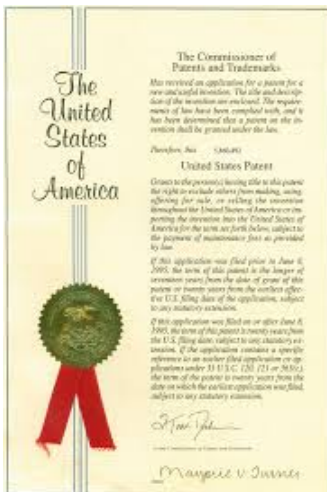 The
United
States
of
America
The Commissioner of
Patents and Trademarks
Has received an application for a patent for a
new and useful invention. The title and descrip-
tion of the invention are enclosed. The require-
ments of law have been complied with, and it
has been determined that a patent on the in-
vention shall be granted under the law.
Therefore, this
United States Patent
Grants to the person(s) having title to this patent
the right to exclude others from making, using,
offering for sale, or selling the invention
throughout the United States of America or im-
porting the invention into the United States of
America for the term set forth below, subject
to the payment of maintenance fees as provided
by law.
If this application was filed prior to June 8,
1995, the term of this patent is the longer of
seventeen years from the date of grant of this
patent or twenty years from the earliest effec-
tive U.S. filing date of the application, subject
to any statutory extension.
If this application was filed on or after June 8,
1995, the term of this patent is twenty years from
the U.S. filing date, subject to any statutory ex-
tension. If the application contains a specific
reference to an earlier filed application or ap-
plications under 35 U.S.C. 120, 121 or 365(c),
the term of the patent is twenty years from the
date on which the earliest application was filed,
subject to any statutory extension.
Marjorie V. Turner